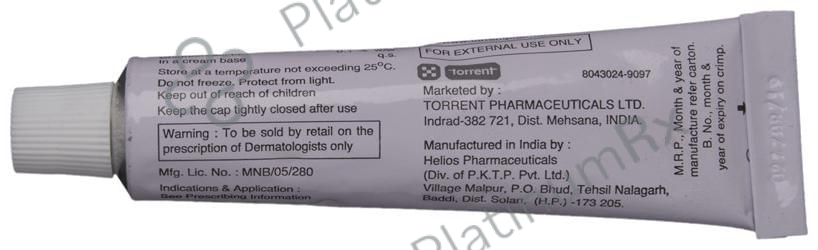 In a cream base
q.s.
Store at a temperature not exceeding 25°C.
Do not freeze. Protect from light.
Keep out of reach of children
Keep the cap tightly closed after use
Warning : To be sold by retail on the
prescription of Dermatologists only
Mfg. Lic. No. : MNB/05/280
Indications & Application :
See Prescribing Information
FOR EXTERNAL USE ONLY
torrent
8043024-9097
Marketed by :
TORRENT PHARMACEUTICALS LTD.
Indrad-382 721, Dist. Mehsana, INDIA.
Manufactured in India by :
Helios Pharmaceuticals
(Div. of P.K.T.P. Pvt. Ltd.)
Village Malpur, P.O. Bhud, Tehsil Nalagarh,
Baddi, Dist. Solan, (H.P.) -173 205.
M.R.P., Month & year of
manufacture refer carton.
B. No., month &
year of expiry on crimp.
PlatinumRx